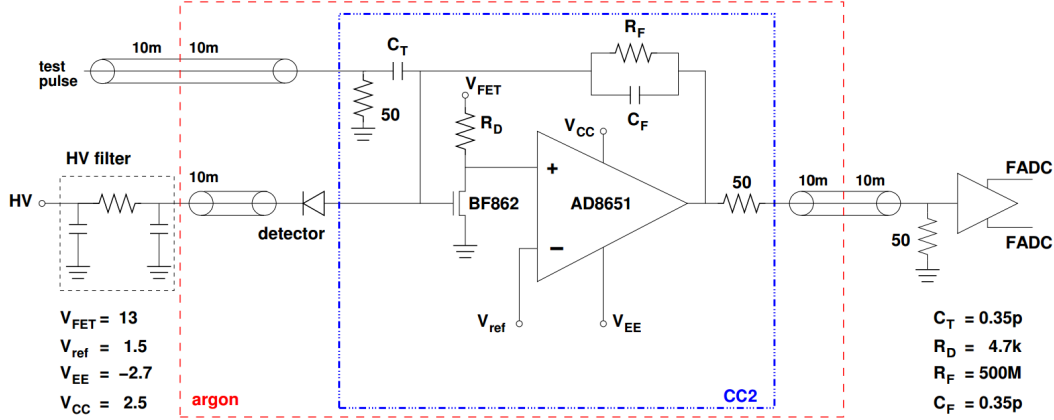 10m 10m
test
pulse
C_T
50
R_F
C_F
V_FET
R_D
V_CC
HV filter
HV
10m
detector
BF862
+
AD8651
−
50
10m 10m
50
FADC
FADC
V_ref
V_EE
V_FET = 13
V_ref = 1.5
V_EE = −2.7
V_CC = 2.5
argon
CC2
C_T = 0.35p
R_D = 4.7k
R_F = 500M
C_F = 0.35p